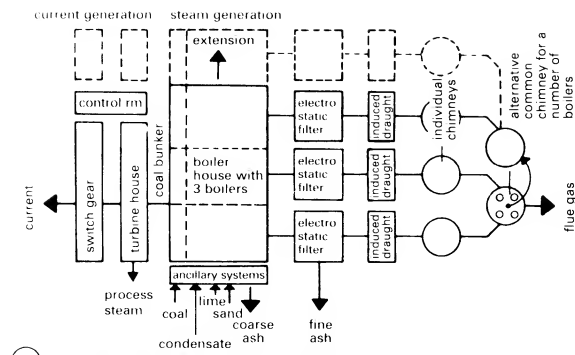 current generation
steam generation
extension
control rm
coal bunker
switch gear
turbine house
boiler
house with
3 boilers
electro
static
filter
induced
draught
electro
static
filter
induced
draught
electro
static
filter
induced
draught
individual
chimneys
alternative
common
chimney for a
number of
boilers
current
flue gas
process
steam
ancillary systems
coal
condensate
lime
sand
coarse
ash
fine
ash